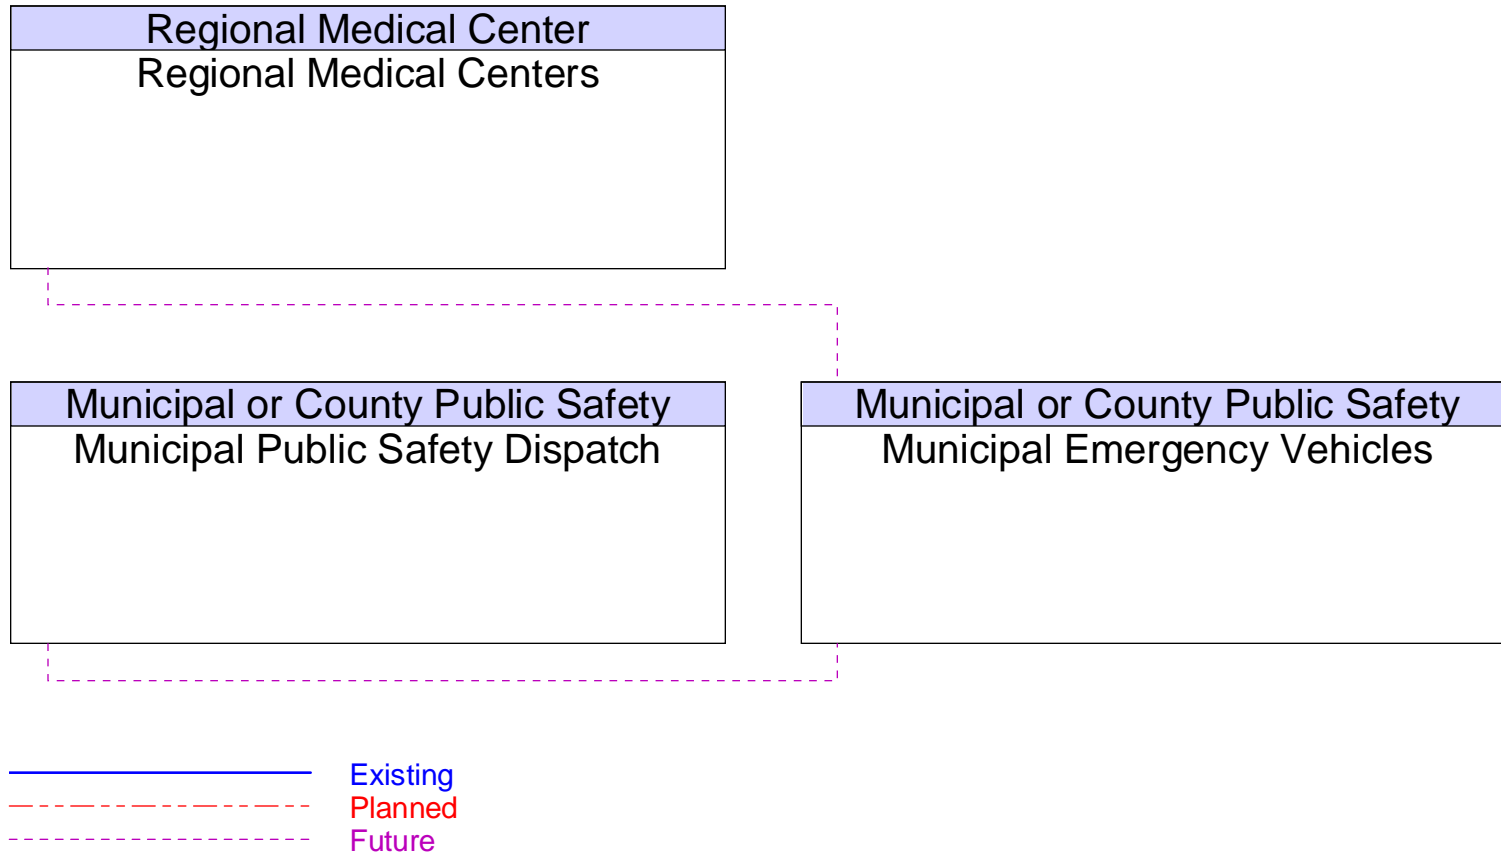 Regional Medical Center
Regional Medical Centers
Municipal or County Public Safety
Municipal Public Safety Dispatch
Municipal or County Public Safety
Municipal Emergency Vehicles
Existing
Planned
Future